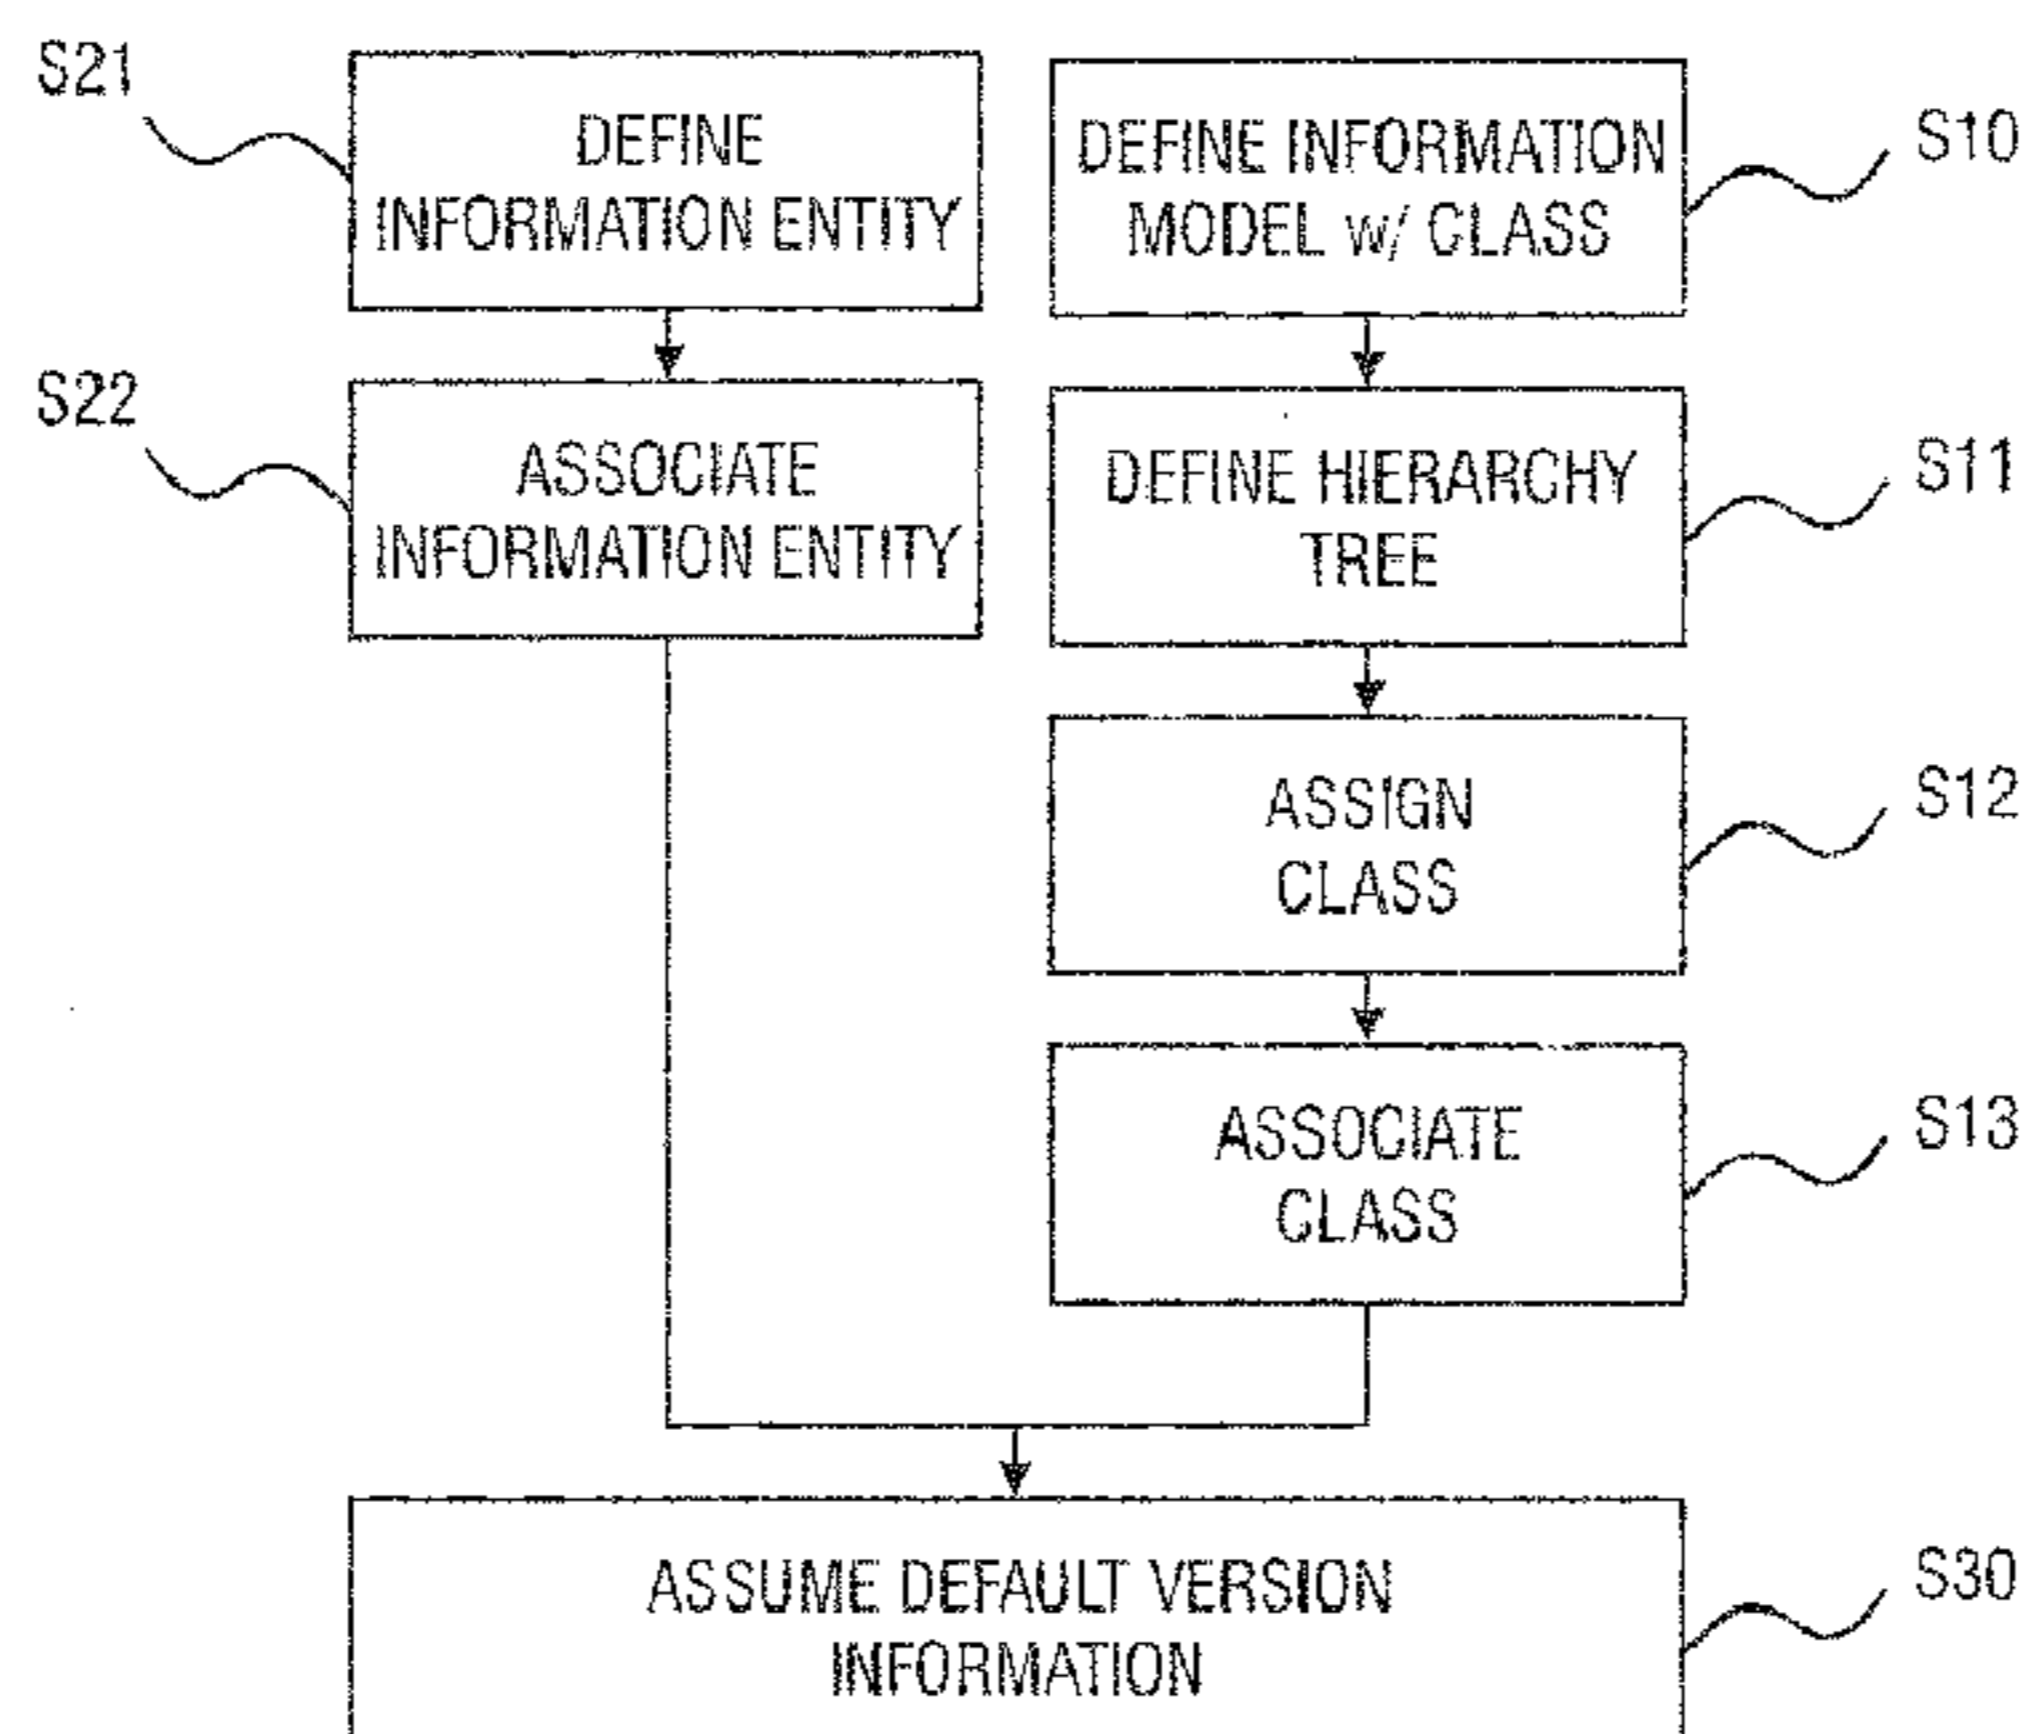 S21
DEFINE
INFORMATION ENTITY
DEFINE INFORMATION
MODEL w/ CLASS
S10
S22
ASSOCIATE
INFORMATION ENTITY
DEFINE HIERARCHY
TREE
S11
ASSIGN
CLASS
S12
ASSOCIATE
CLASS
S13
ASSUME DEFAULT VERSION
INFORMATION
S30